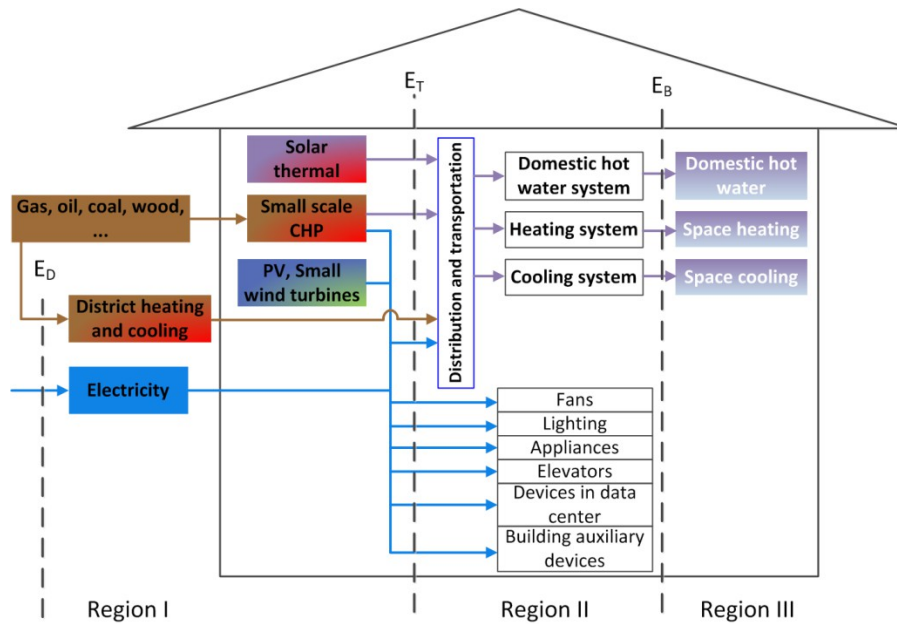 E_T
E_B
Solar
thermal
Domestic hot
water system
Domestic hot
water
Gas, oil, coal, wood,
...
Small scale
CHP
Heating system
Space heating
E_D
PV, Small
wind turbines
Cooling system
Space cooling
District heating
and cooling
Distribution and transportation
Electricity
Fans
Lighting
Appliances
Elevators
Devices in data
center
Building auxiliary
devices
Region I
Region II
Region III